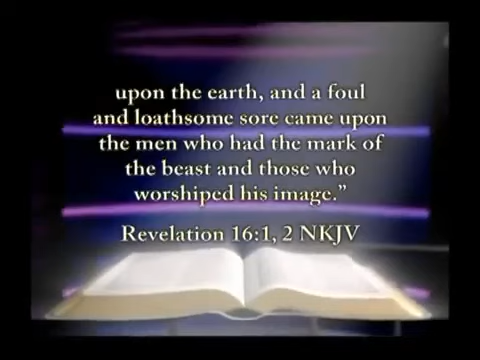 upon the earth, and a foul
and loathsome sore came upon
the men who had the mark of
the beast and those who
worshiped his image.”
Revelation 16:1, 2 NKJV